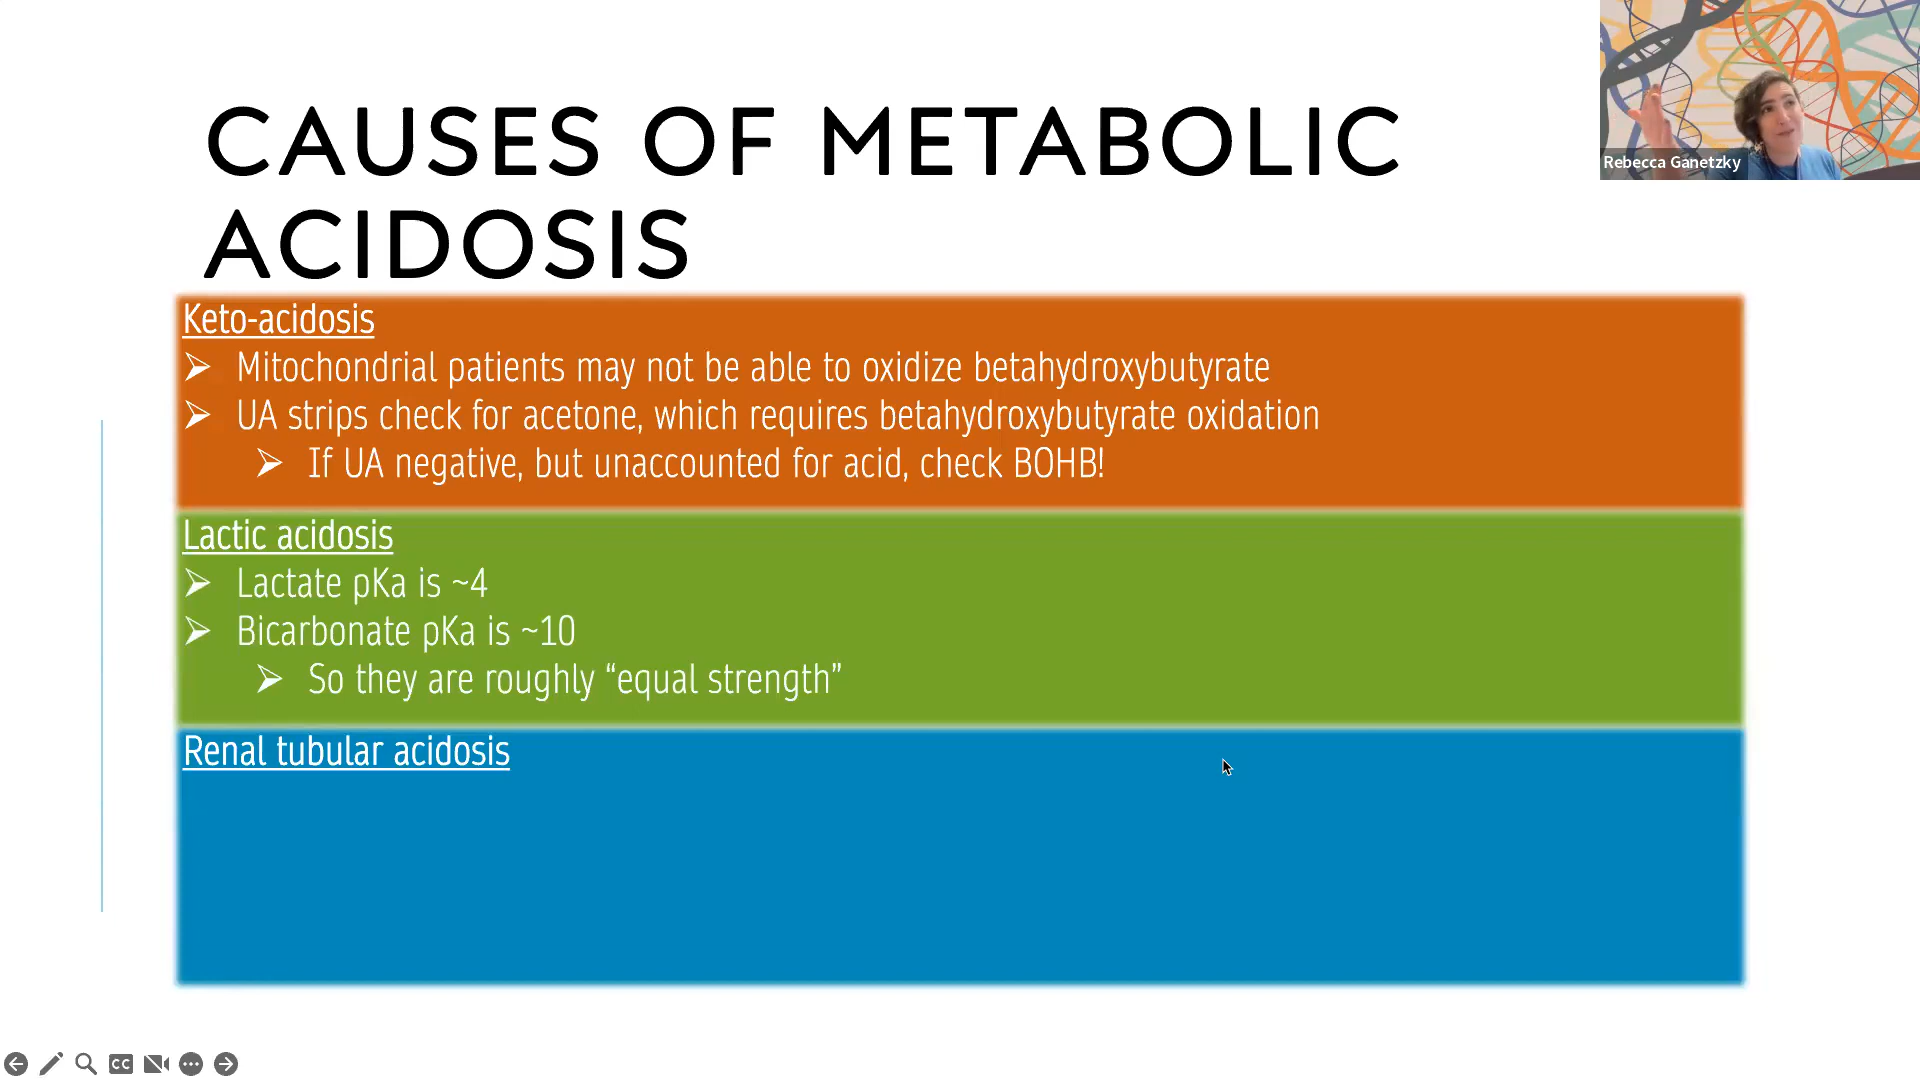 CAUSES OF METABOLIC
ACIDOSIS
Rebecca Ganetzky
Keto-acidosis
Mitochondrial patients may not be able to oxidize betahydroxybutyrate
UA strips check for acetone, which requires betahydroxybutyrate oxidation
If UA negative, but unaccounted for acid, check BOHB!
Lactic acidosis
Lactate pKa is ~4
Bicarbonate pKa is ~10
So they are roughly “equal strength”
Renal tubular acidosis
CC